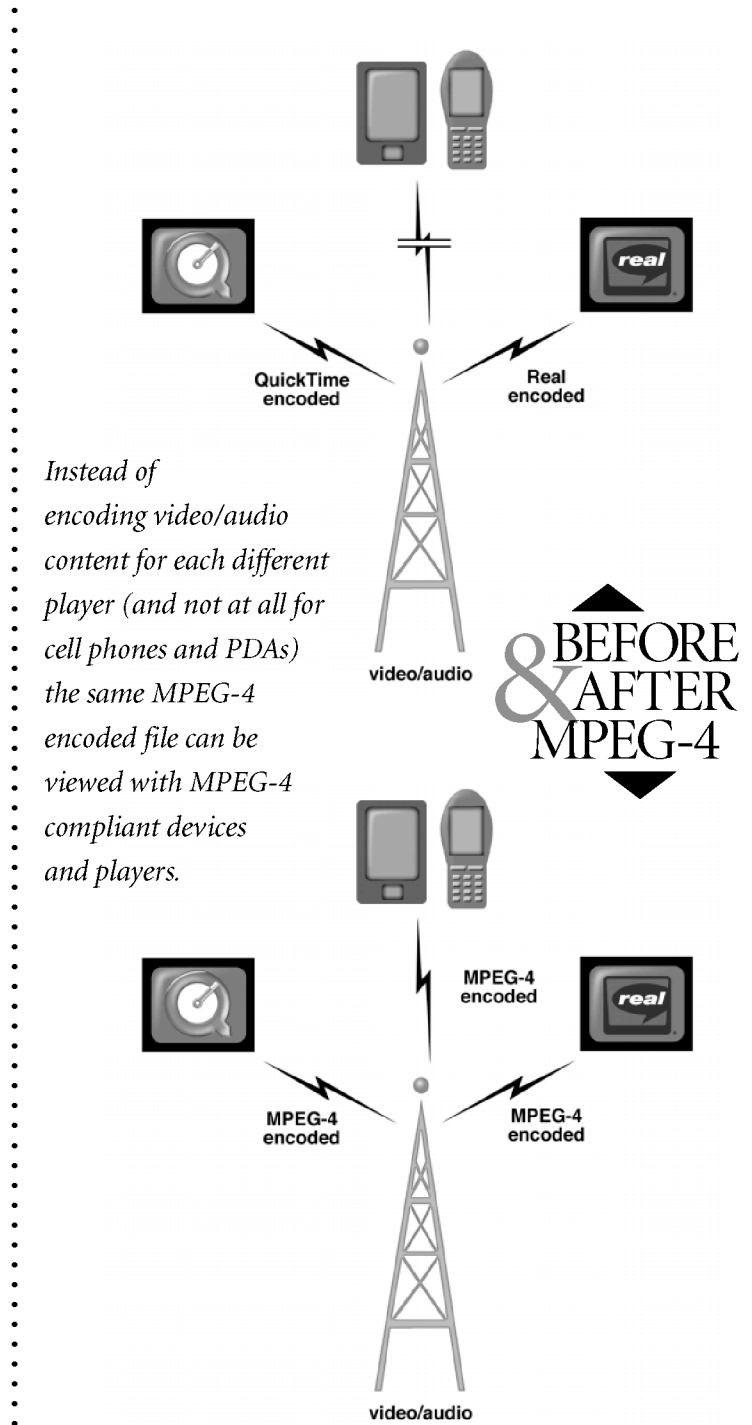 real
QuickTime
encoded
Real
encoded
Instead of
encoding video/audio
content for each different
player (and not at all for
cell phones and PDAs)
the same MPEG-4
encoded file can be
viewed with MPEG-4
compliant devices
and players.
video/audio
BEFORE
& AFTER
MPEG-4
MPEG-4
encoded
real
MPEG-4
encoded
MPEG-4
encoded
video/audio